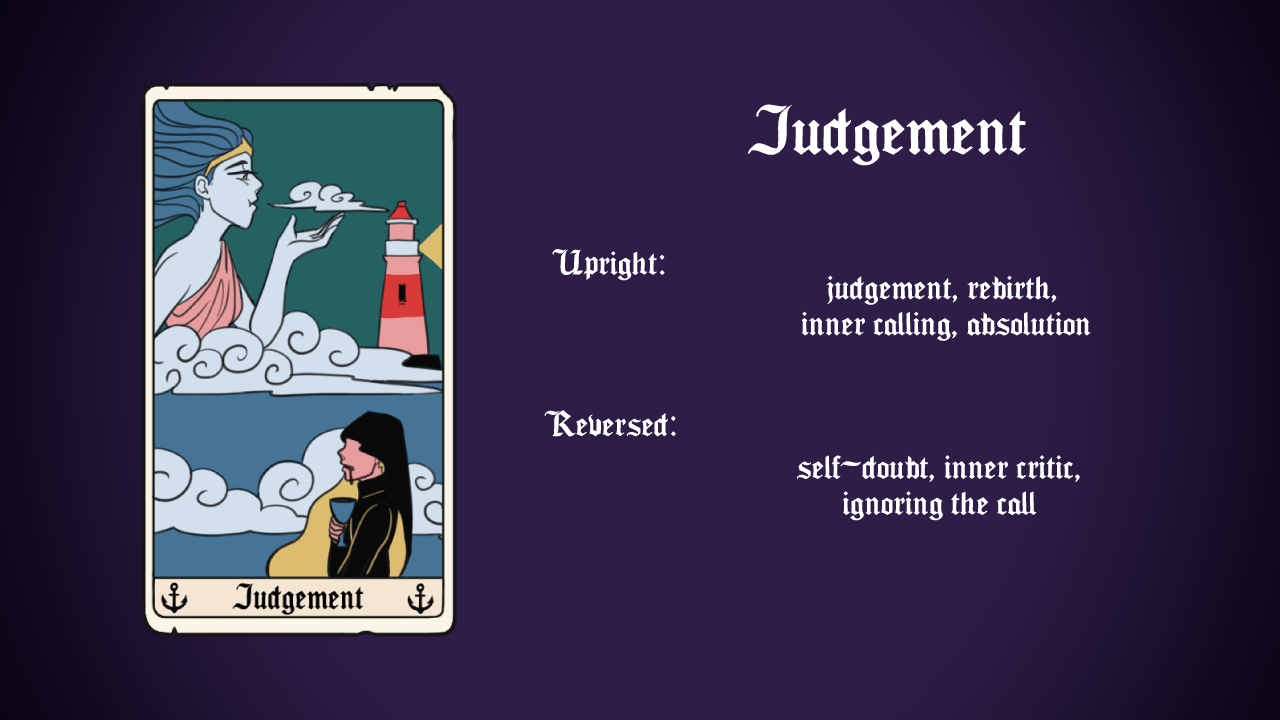 Judgement
Upright:
judgement, rebirth,
inner calling, absolution
Reversed:
self~doubt, inner critic,
ignoring the call
Judgement